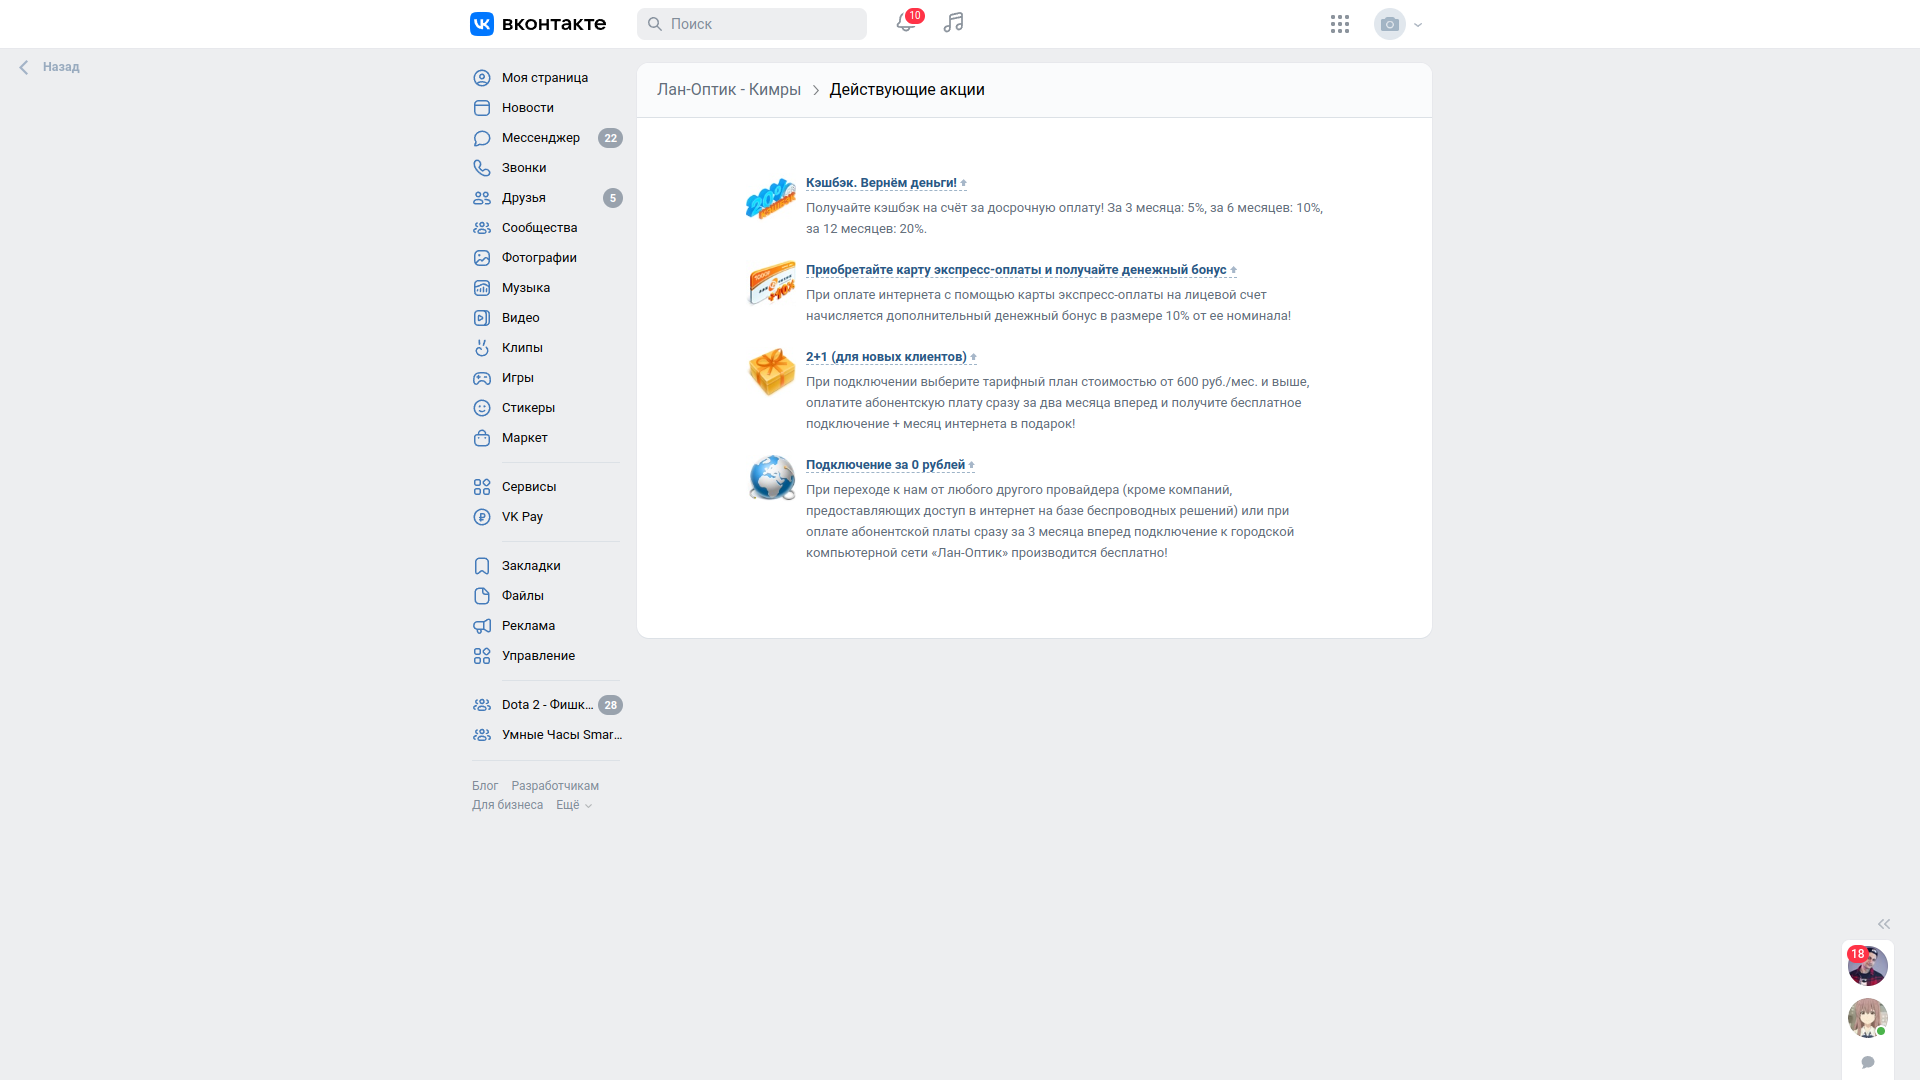 вконтакте
Поиск
10
Назад
Моя страница
Новости
Мессенджер 22
Звонки
Друзья 5
Сообщества
Фотографии
Музыка
Видео
Клипы
Игры
Стикеры
Маркет
Сервисы
VK Pay
Закладки
Файлы
Реклама
Управление
Dota 2 - Фишк... 28
Умные Часы Smar...
Блог Разработчикам
Для бизнеса Ещё
Лан-Оптик - Кимры > Действующие акции
20%
Кэшбэк. Вернём деньги!
Получайте кэшбэк на счёт за досрочную оплату! За 3 месяца: 5%, за 6 месяцев: 10%,
за 12 месяцев: 20%.
Приобретайте карту экспресс-оплаты и получайте денежный бонус
При оплате интернета с помощью карты экспресс-оплаты на лицевой счет
начисляется дополнительный денежный бонус в размере 10% от ее номинала!
2+1 (для новых клиентов)
При подключении выберите тарифный план стоимостью от 600 руб./мес. и выше,
оплатите абонентскую плату сразу за два месяца вперед и получите бесплатное
подключение + месяц интернета в подарок!
Подключение за 0 рублей
При переходе к нам от любого другого провайдера (кроме компаний,
предоставляющих доступ в интернет на базе беспроводных решений) или при
оплате абонентской платы сразу за 3 месяца вперед подключение к городской
компьютерной сети «Лан-Оптик» производится бесплатно!
18